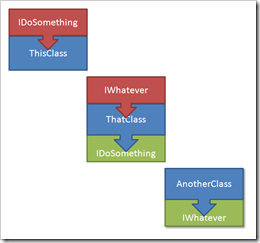 IDoSomething
ThisClass
IWhatever
ThatClass
IDoSomething
AnotherClass
IWhatever